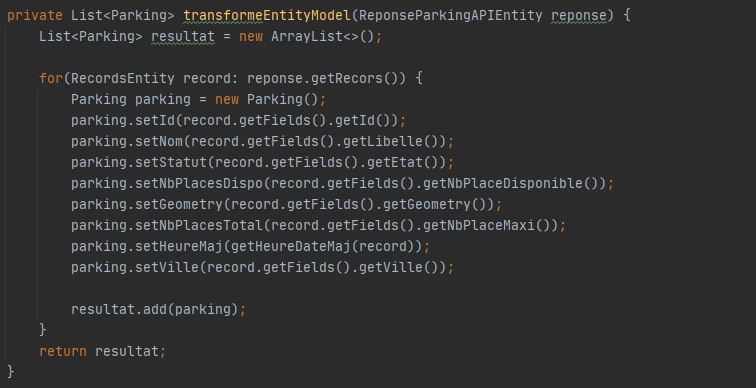 private List<Parking> transformeEntityModel(ReponseParkingAPIEntity reponse) {
    List<Parking> resultat = new ArrayList<>();

    for(RecordsEntity record: reponse.getRecors()) {
        Parking parking = new Parking();
        parking.setId(record.getFields().getId());
        parking.setNom(record.getFields().getLibelle());
        parking.setStatut(record.getFields().getEtat());
        parking.setNbPlacesDispo(record.getFields().getNbPlaceDisponible());
        parking.setGeometry(record.getFields().getGeometry());
        parking.setNbPlacesTotal(record.getFields().getNbPlaceMaxi());
        parking.setHeureMaj(getHeureDateMaj(record));
        parking.setVille(record.getFields().getVille());

        resultat.add(parking);
    }
    return resultat;
}